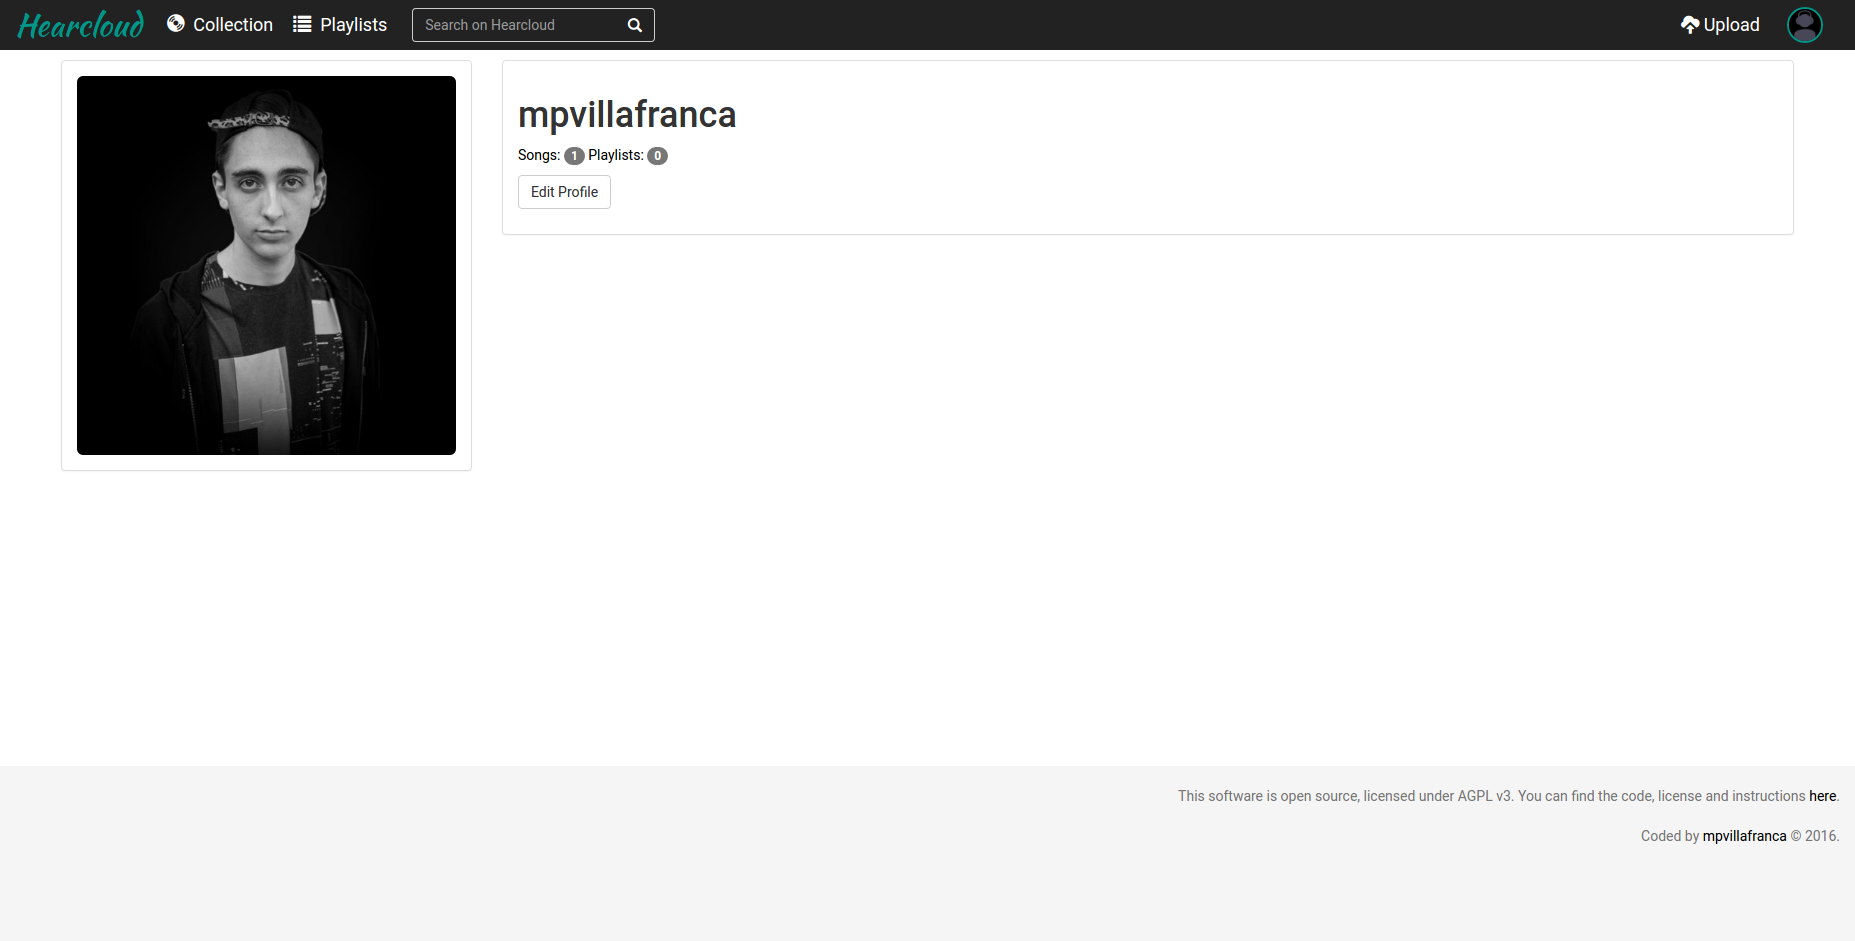 Hearcloud Collection Playlists Search on Hearcloud Upload
mpvillafranca
Songs: 1 Playlists: 0
Edit Profile
This software is open source, licensed under AGPL v3. You can find the code, license and instructions here.
Coded by mpvillafranca © 2016.